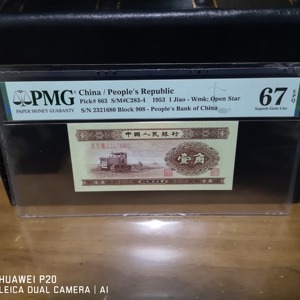 PMG
PAPER MONEY GUARANTY
China / People's Republic
Pick# 863 S/M#C283-4 1953 1 Jiao - Wmk: Open Star
S/N 2321680 Block 908 - People's Bank of China
67 EPQ
Superb Gem Unc
中国人民银行
壹角
HUAWEI P20
LEICA DUAL CAMERA | AI